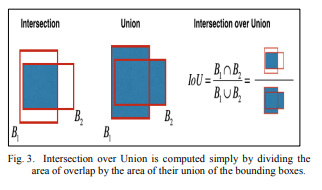 Intersection Union Intersection over Union
IoU = B₁∩B₂ / B₁∪B₂ =
B₁ B₂ B₁ B₂
Fig. 3. Intersection over Union is computed simply by dividing the
area of overlap by the area of their union of the bounding boxes.